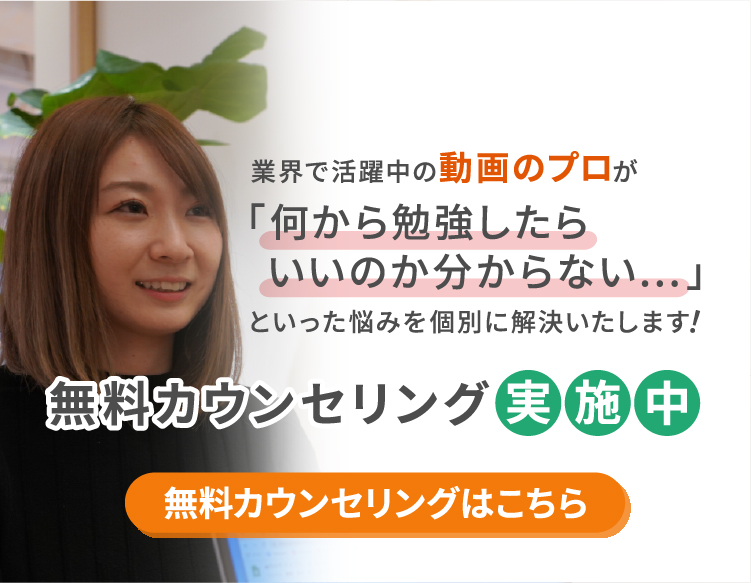 業界で活躍中の動画のプロが
「何から勉強したら
いいのか分からない...」
といった悩みを個別に解決いたします!
無料カウンセリング実施中
無料カウンセリングはこちら